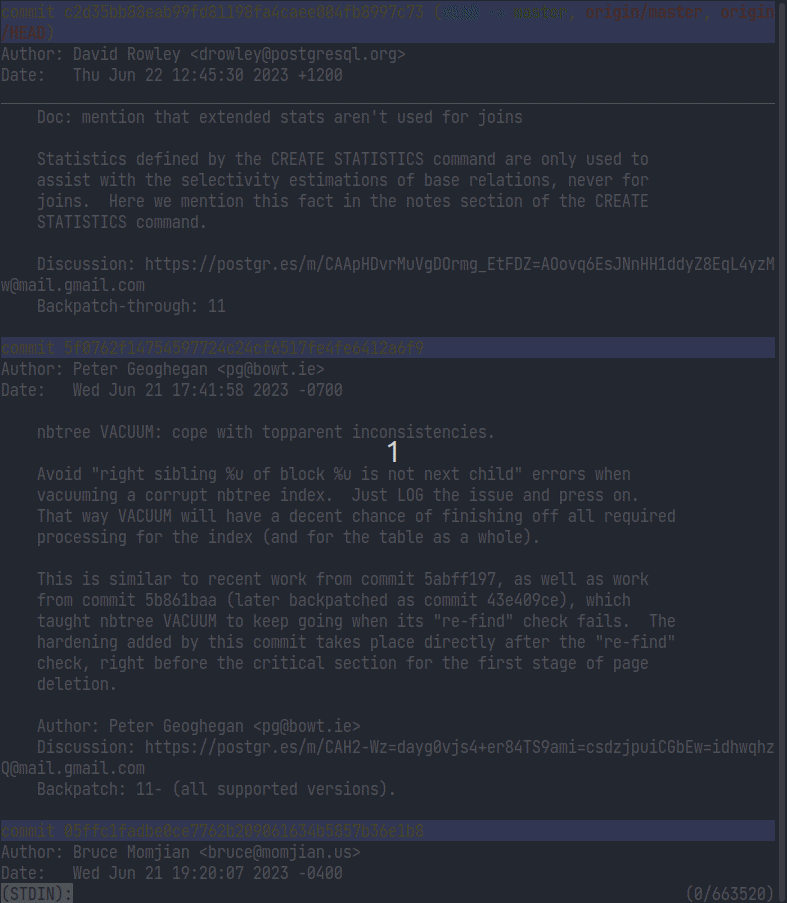 commit c2d35bb88eab99fd81198fa4caee004fb8997c73 (HEAD -> master, origin/master, origin
/HEAD)
Author: David Rowley <drowley@postgresql.org>
Date:   Thu Jun 22 12:45:30 2023 +1200
Doc: mention that extended stats aren't used for joins
Statistics defined by the CREATE STATISTICS command are only used to
assist with the selectivity estimations of base relations, never for
joins.  Here we mention this fact in the notes section of the CREATE
STATISTICS command.
Discussion: https://postgr.es/m/CAApHDvrMuVgDOrmg_EtFDZ=AOovq6EsJNnHH1ddyZ8EqL4yzM
w@mail.gmail.com
Backpatch-through: 11
commit 5f0762f14754597724c24cf6517fe4fe6412a6f9
Author: Peter Geoghegan <pg@bowt.ie>
Date:   Wed Jun 21 17:41:58 2023 -0700
nbtree VACUUM: cope with topparent inconsistencies.
1
Avoid "right sibling %u of block %u is not next child" errors when
vacuuming a corrupt nbtree index.  Just LOG the issue and press on.
That way VACUUM will have a decent chance of finishing off all required
processing for the index (and for the table as a whole).
This is similar to recent work from commit 5abff197, as well as work
from commit 5b861baa (later backpatched as commit 43e409ce), which
taught nbtree VACUUM to keep going when its "re-find" check fails.  The
hardening added by this commit takes place directly after the "re-find"
check, right before the critical section for the first stage of page
deletion.
Author: Peter Geoghegan <pg@bowt.ie>
Discussion: https://postgr.es/m/CAH2-Wz=dayg0vjs4+er84TS9ami=csdzjpuiCGbEw=idhwqhz
Q@mail.gmail.com
Backpatch: 11- (all supported versions).
commit 05ffc1fadbe0ce7762b209861634b5857b36e1b8
Author: Bruce Momjian <bruce@momjian.us>
Date:   Wed Jun 21 19:20:07 2023 -0400
(STDIN): (0/663520)